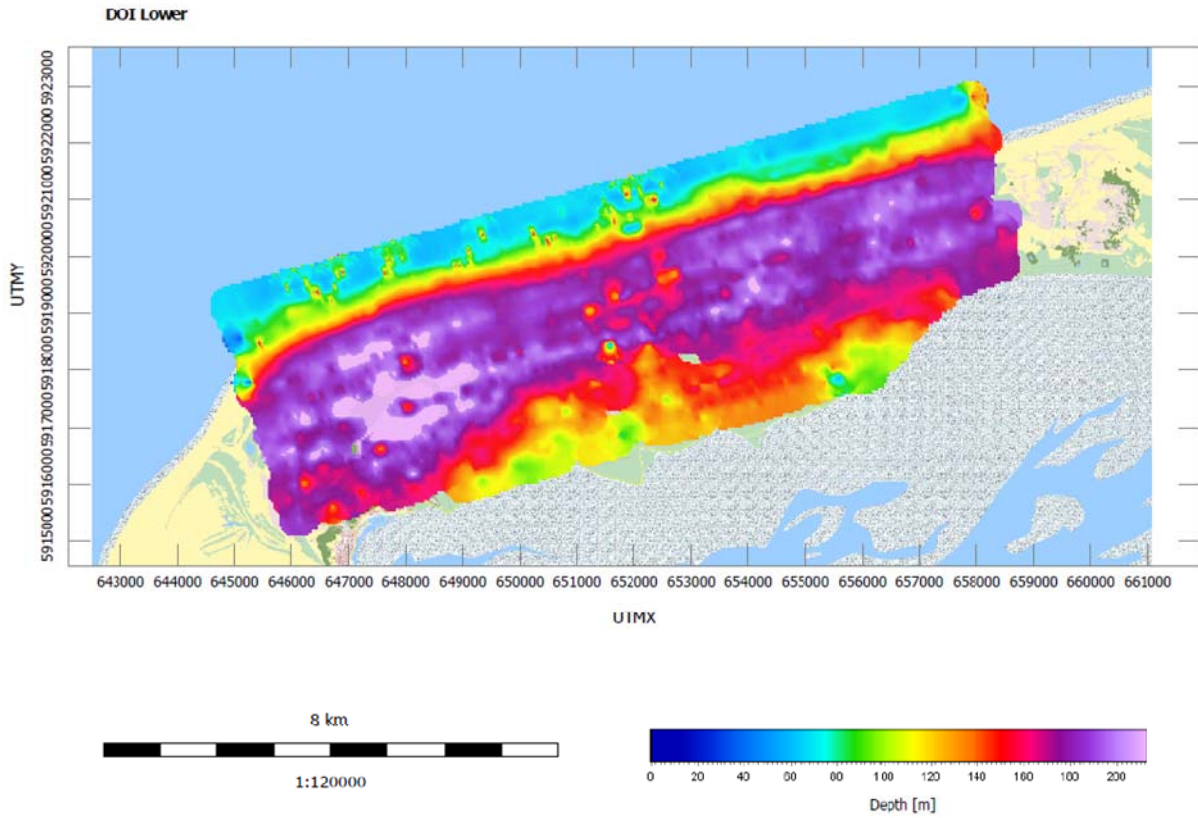 DOI Lower
UTMY
5915000 5916000 5917000 5918000 5919000 5920000 5921000 5922000 5923000
643000 644000 645000 646000 647000 648000 649000 650000 651000 652000 653000 654000 655000 656000 657000 658000 659000 660000 661000
UTMX
8 km
1:120000
0 20 40 60 80 100 120 140 160 180 200
Depth [m]